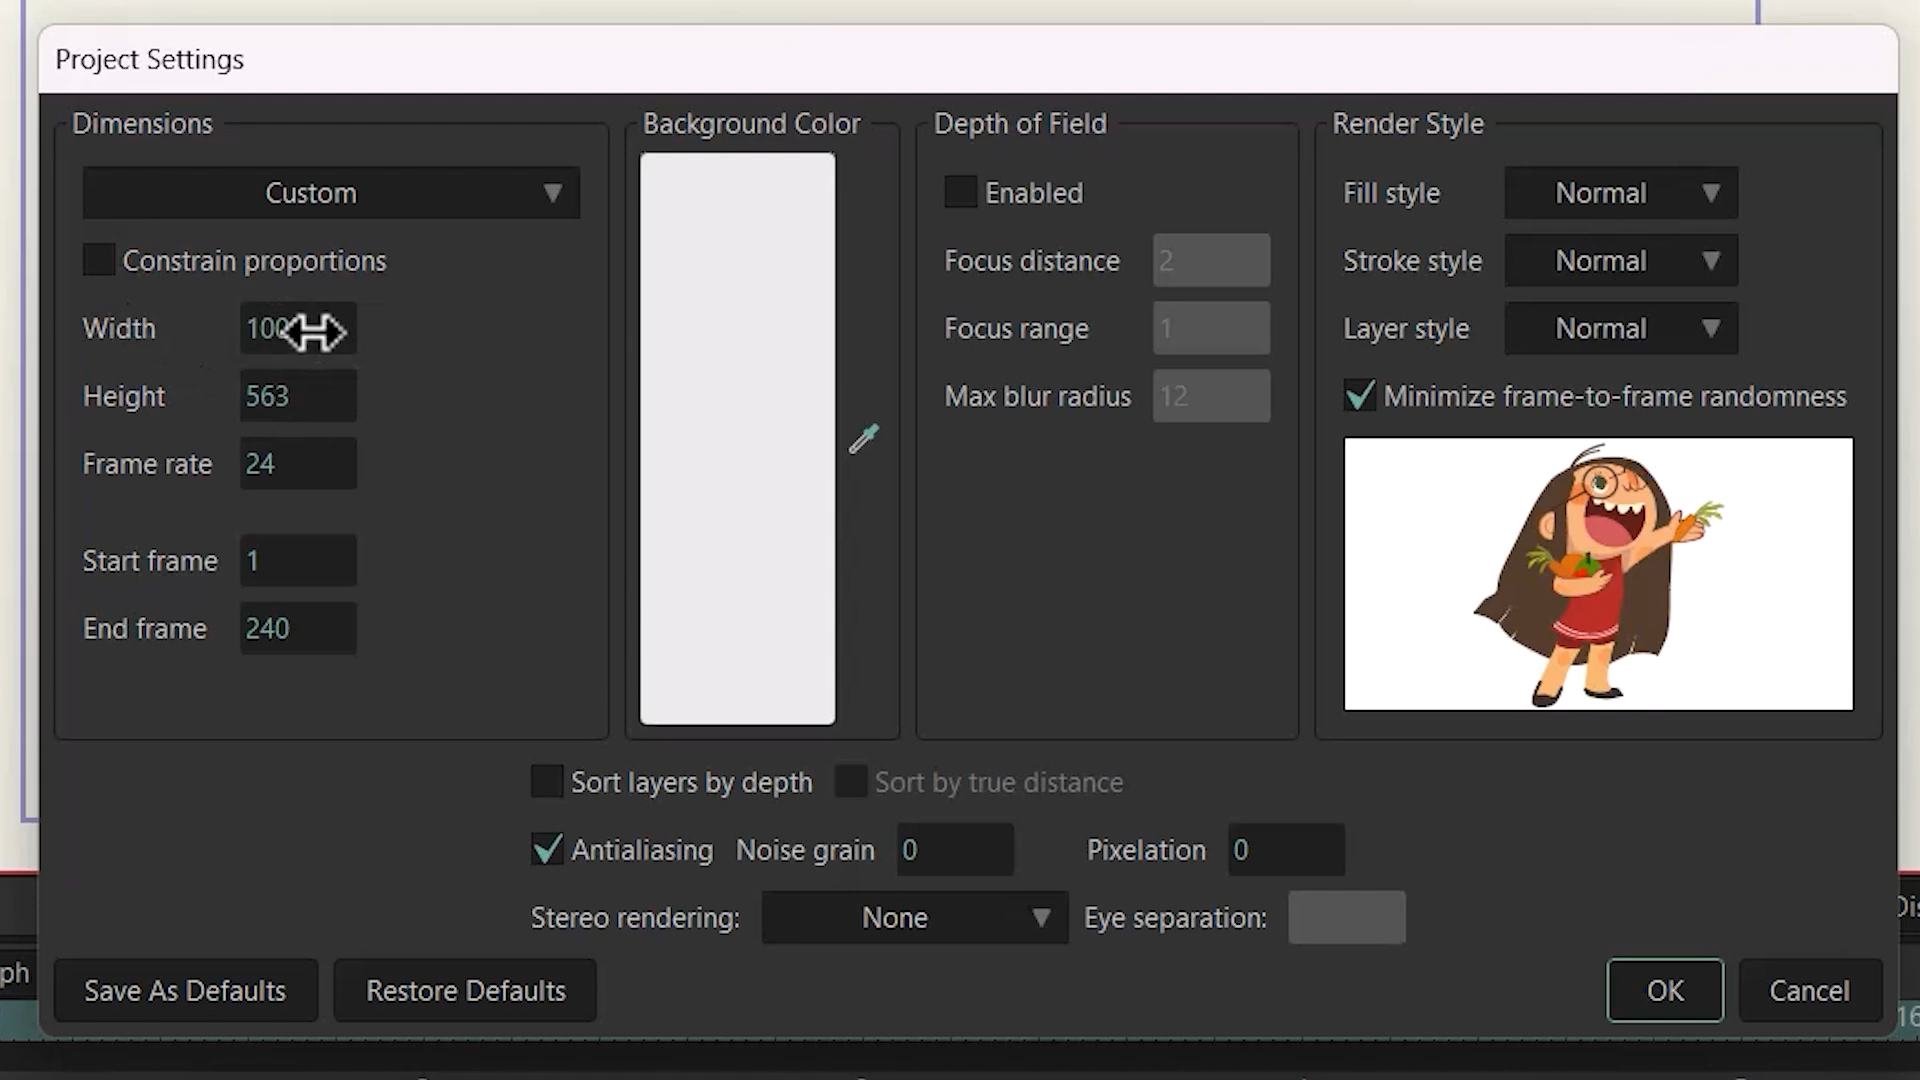 Project Settings
Dimensions
Custom
Constrain proportions
Width
Height 563
Frame rate 24
Start frame 1
End frame 240
Background Color
Depth of Field
Enabled
Focus distance 2
Focus range 1
Max blur radius 12
Render Style
Fill style Normal
Stroke style Normal
Layer style Normal
Minimize frame-to-frame randomness
Sort layers by depth Sort by true distance
Antialiasing Noise grain 0 Pixelation 0
Stereo rendering: None Eye separation:
Save As Defaults Restore Defaults OK Cancel